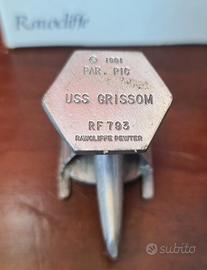 Rawcliffe
© 1991
PAR. PIC
USS GRISSOM
RF 793
RAWCLIFFE PEWTER
subito